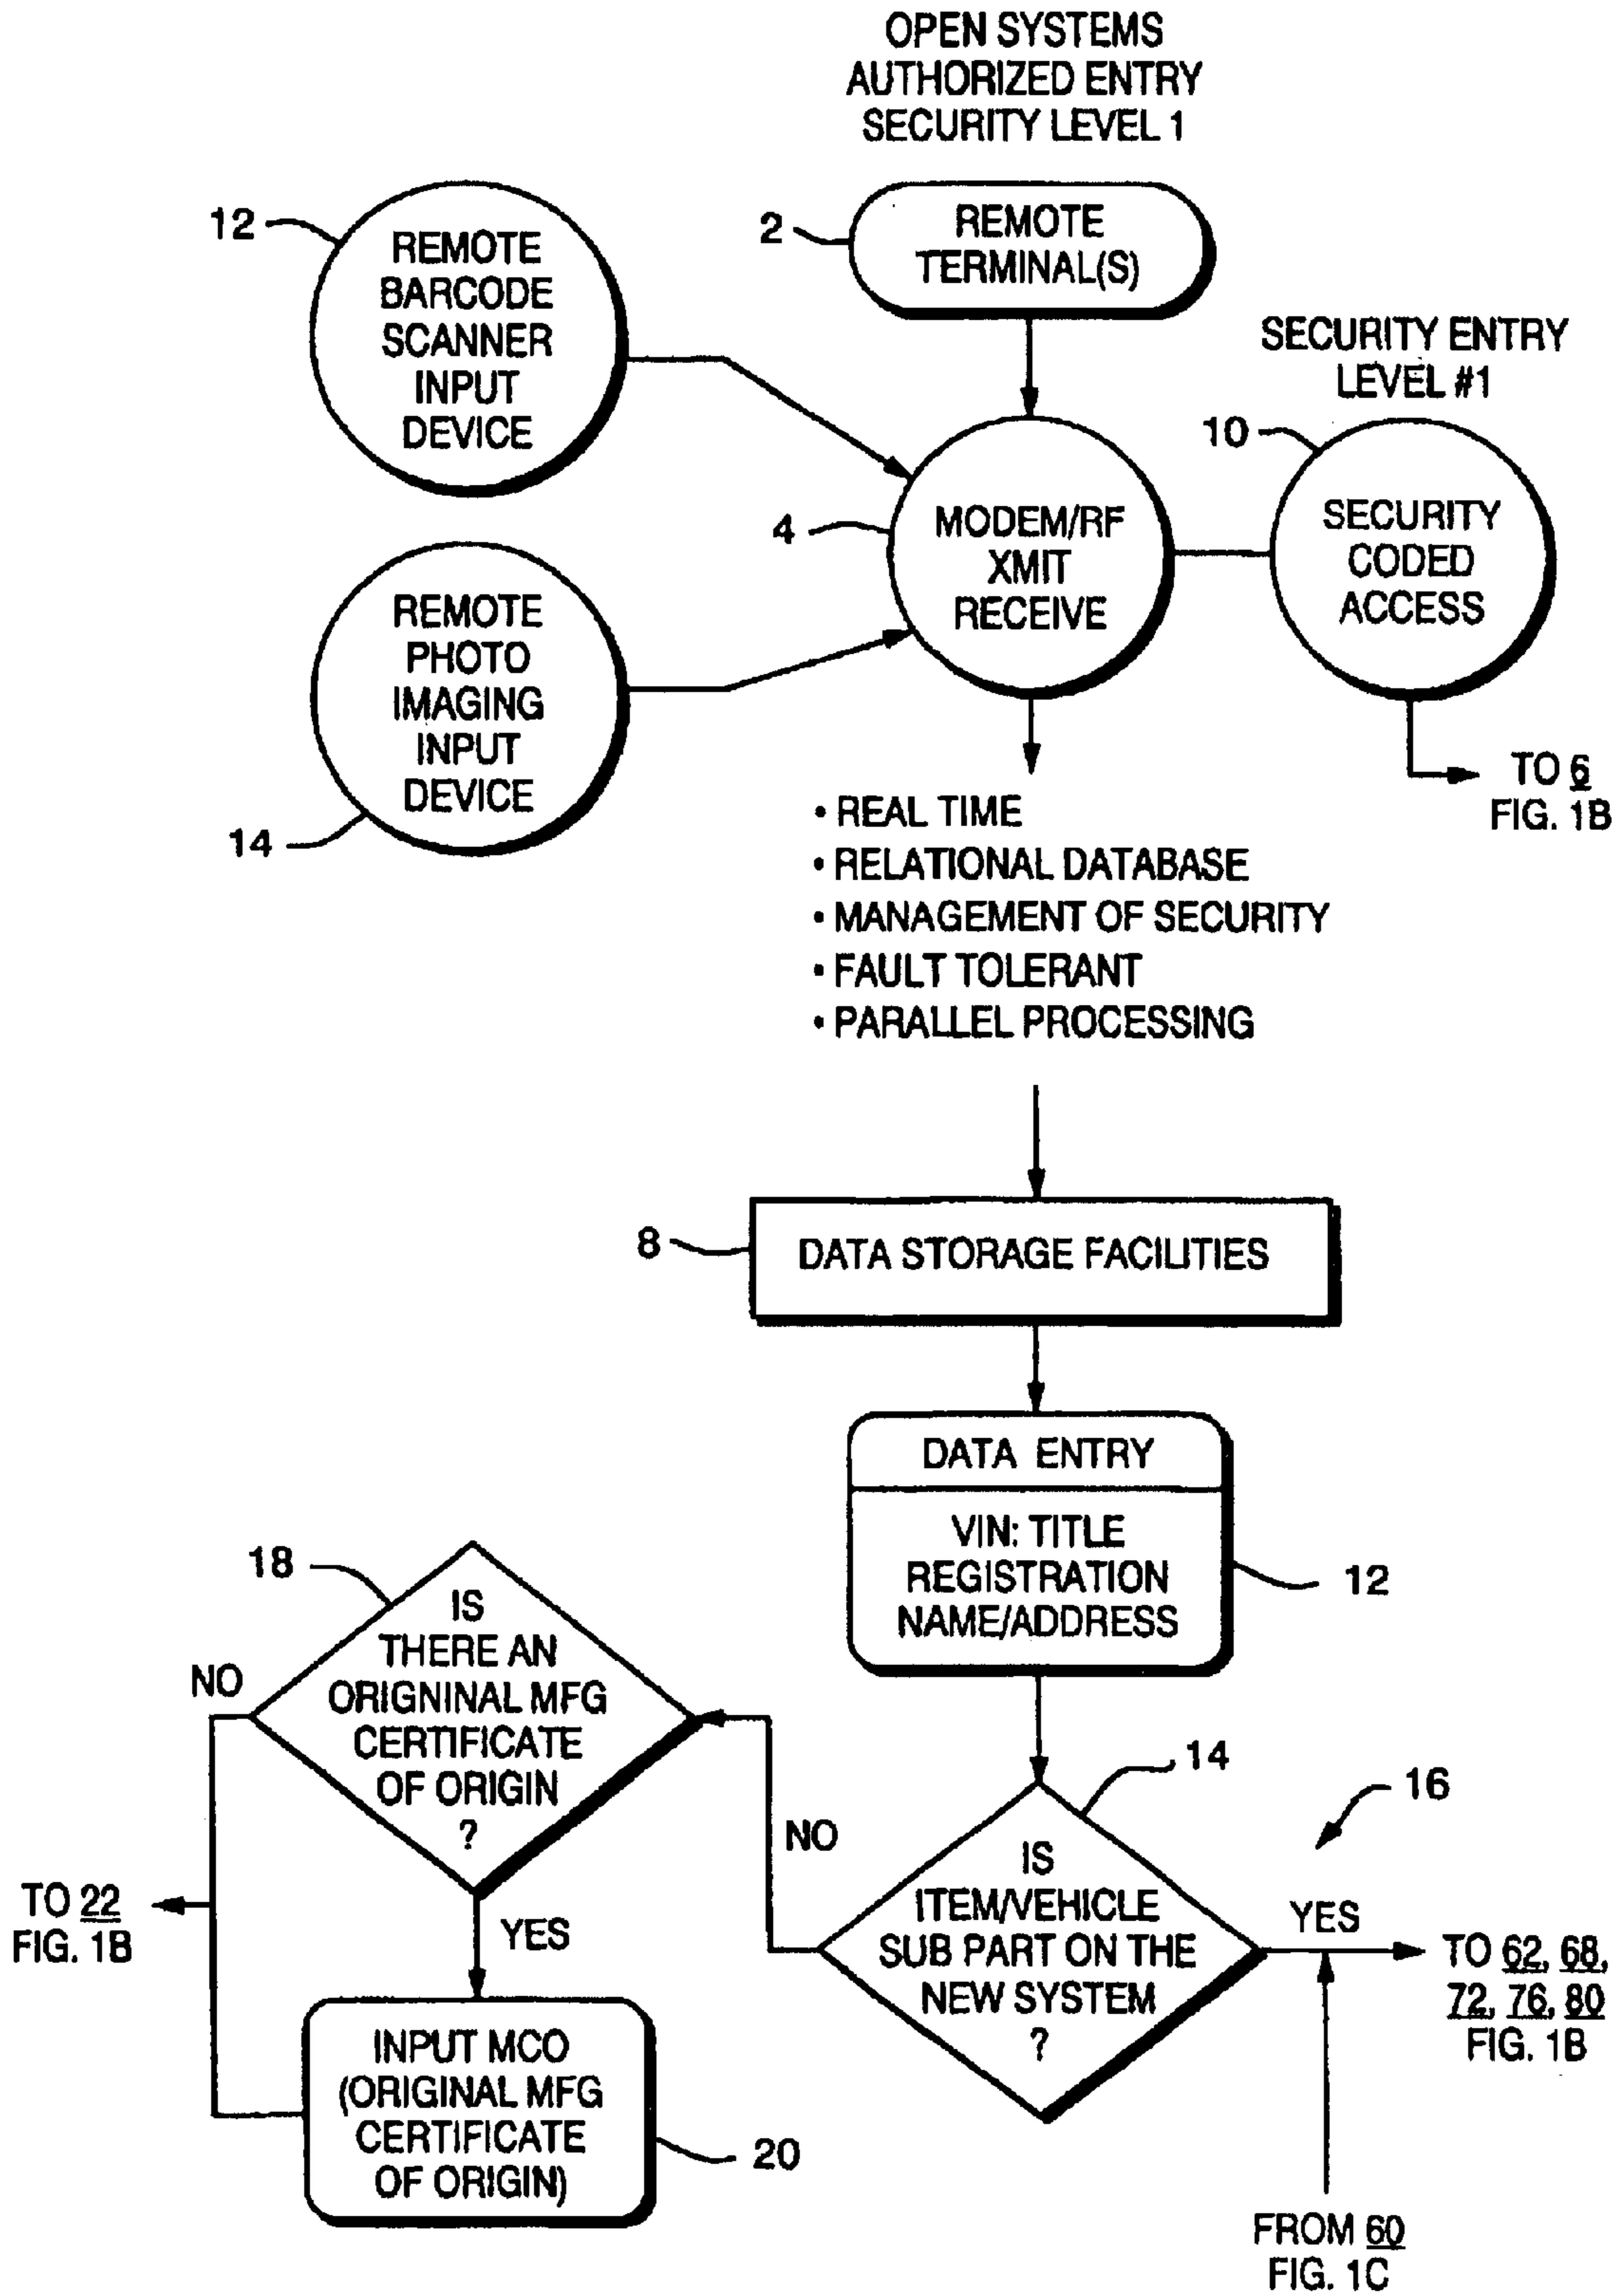 OPEN SYSTEMS
AUTHORIZED ENTRY
SECURITY LEVEL 1
2
REMOTE
TERMINAL(S)
12
REMOTE
BARCODE
SCANNER
INPUT
DEVICE
SECURITY ENTRY
LEVEL #1
10
SECURITY
CODED
ACCESS
4
MODEM/RF
XMIT
RECEIVE
REMOTE
PHOTO
IMAGING
INPUT
DEVICE
14
TO 6
FIG. 1B
• REAL TIME
• RELATIONAL DATABASE
• MANAGEMENT OF SECURITY
• FAULT TOLERANT
• PARALLEL PROCESSING
8
DATA STORAGE FACILITIES
DATA ENTRY
VIN: TITLE
REGISTRATION
NAME/ADDRESS
12
18
IS
THERE AN
ORIGNINAL MFG
CERTIFICATE
OF ORIGIN
?
NO
NO
14
16
IS
ITEM/VEHICLE
SUB PART ON THE
NEW SYSTEM
?
YES
TO 62, 68,
72, 76, 80
FIG. 1B
TO 22
FIG. 1B
YES
INPUT MCO
(ORIGINAL MFG
CERTIFICATE
OF ORIGIN)
20
FROM 60
FIG. 1C